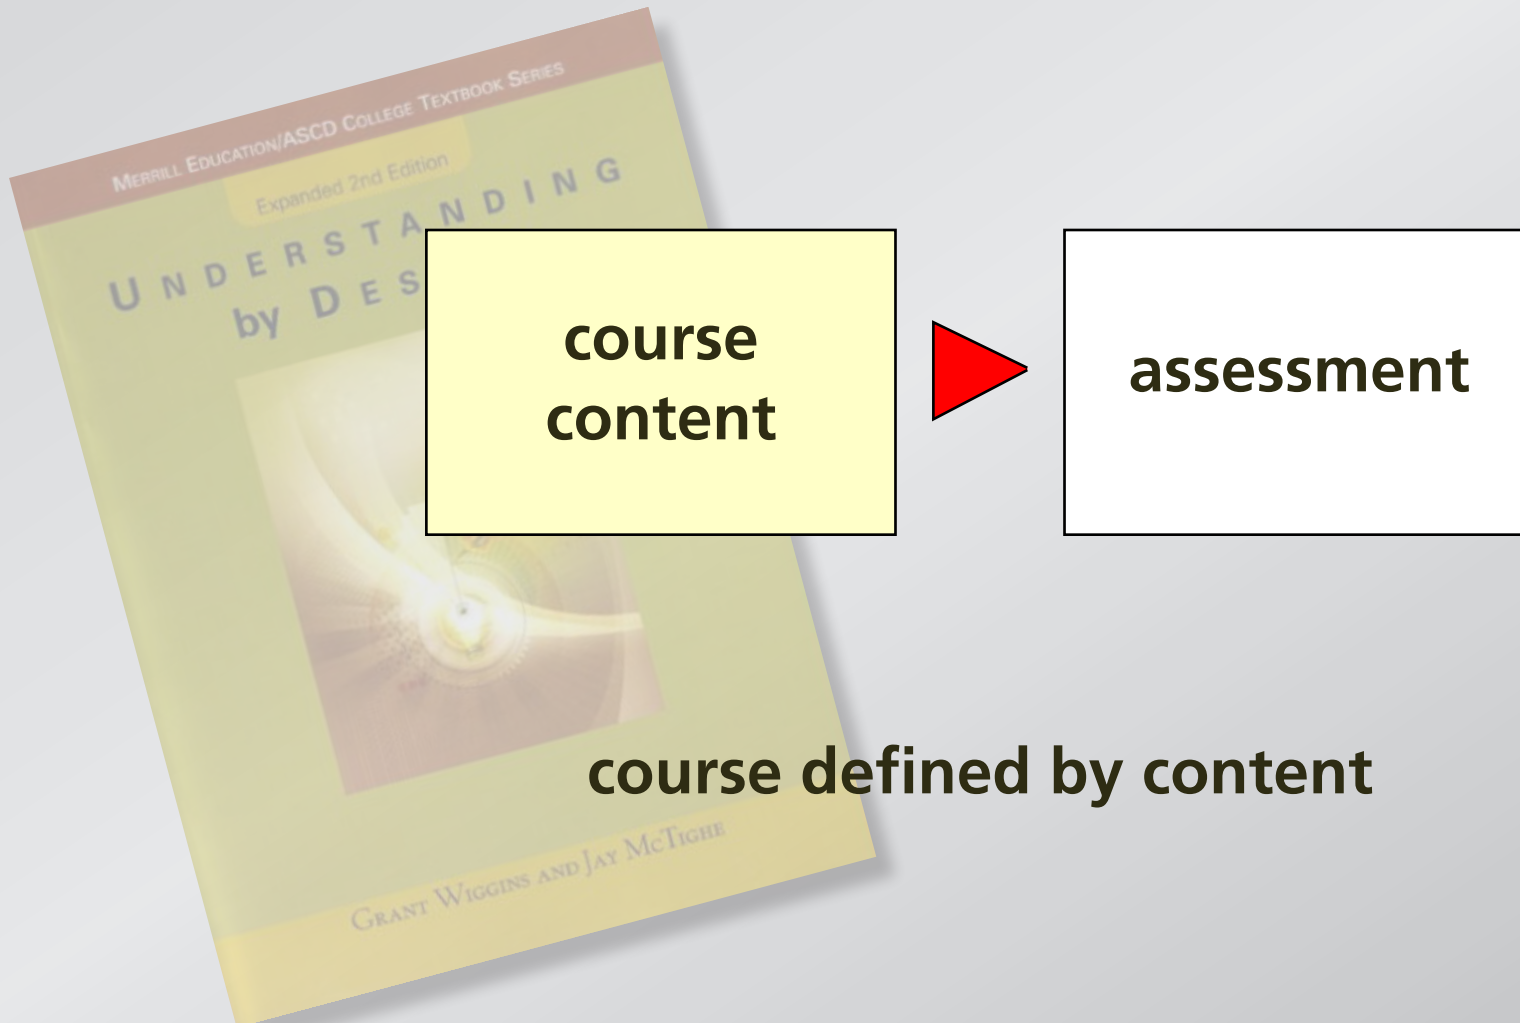 MERRILL EDUCATION/ASCD COLLEGE TEXTBOOK SERIES
Expanded 2nd Edition
UNDERSTANDING
by DES
course
content
assessment
course defined by content
GRANT WIGGINS AND JAY MCTIGHE